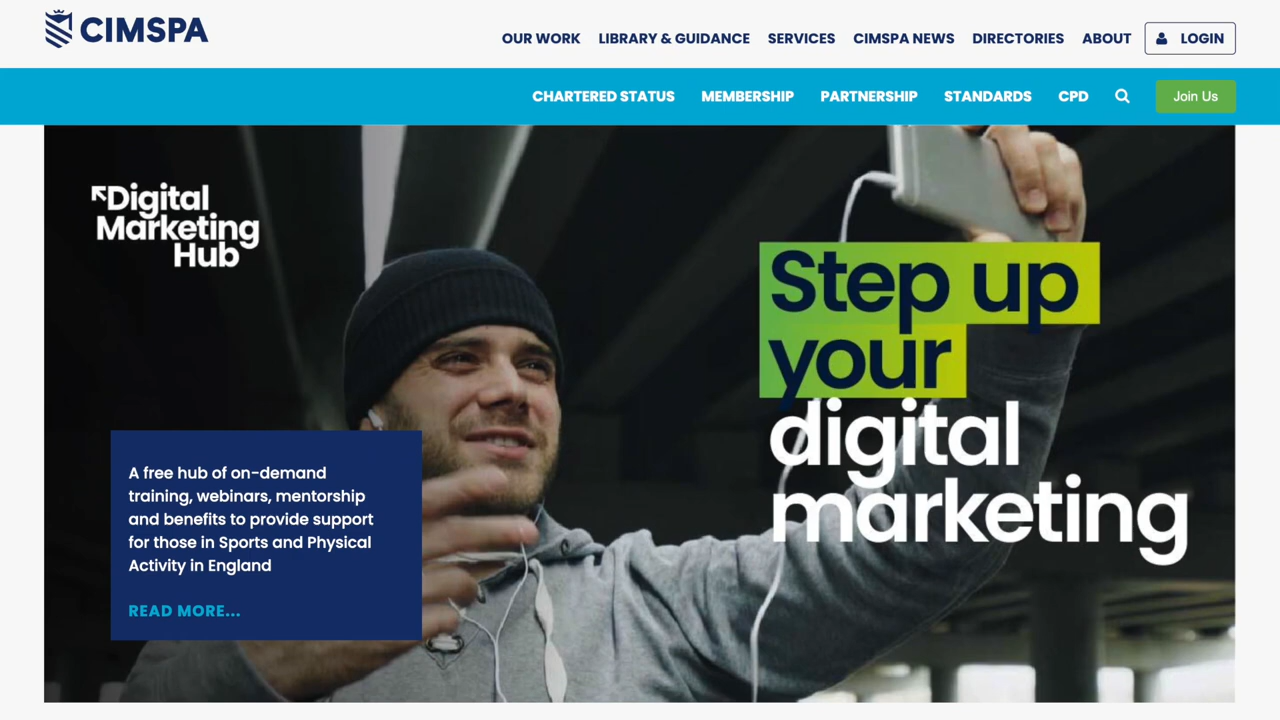 CIMSPA
OUR WORK LIBRARY & GUIDANCE SERVICES CIMSPA NEWS DIRECTORIES ABOUT LOGIN
CHARTERED STATUS MEMBERSHIP PARTNERSHIP STANDARDS CPD Join Us
Digital
Marketing
Hub
Step up
your
digital
marketing
A free hub of on-demand
training, webinars, mentorship
and benefits to provide support
for those in Sports and Physical
Activity in England
READ MORE...